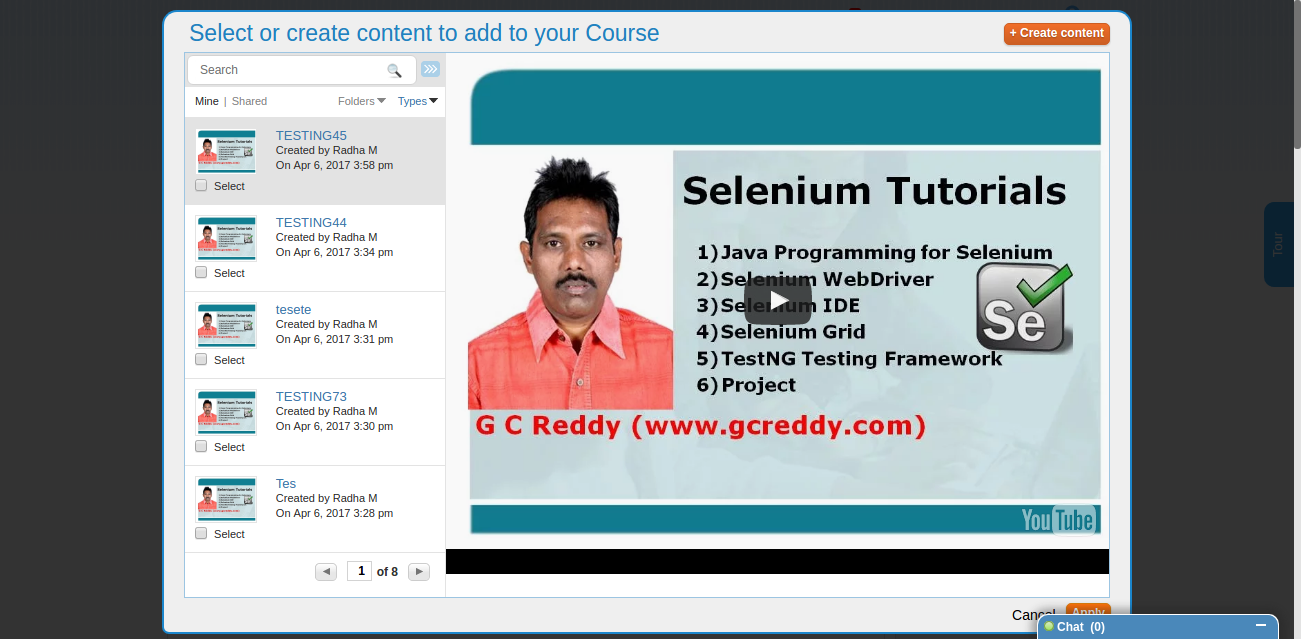 Select or create content to add to your Course
+ Create content
Search
Mine | Shared
Folders
Types
TESTING45
Created by Radha M
On Apr 6, 2017 3:58 pm
Select
TESTING44
Created by Radha M
On Apr 6, 2017 3:34 pm
Select
tesete
Created by Radha M
On Apr 6, 2017 3:31 pm
Select
TESTING73
Created by Radha M
On Apr 6, 2017 3:30 pm
Select
Tes
Created by Radha M
On Apr 6, 2017 3:28 pm
Select
1 of 8
Selenium Tutorials
1)Java Programming for Selenium
2)Selenium WebDriver
3)Selenium IDE
4)Selenium Grid
5)TestNG Testing Framework
6)Project
Se
G C Reddy (www.gcreddy.com)
YouTube
Tour
Cancel
Apply
Chat (0)